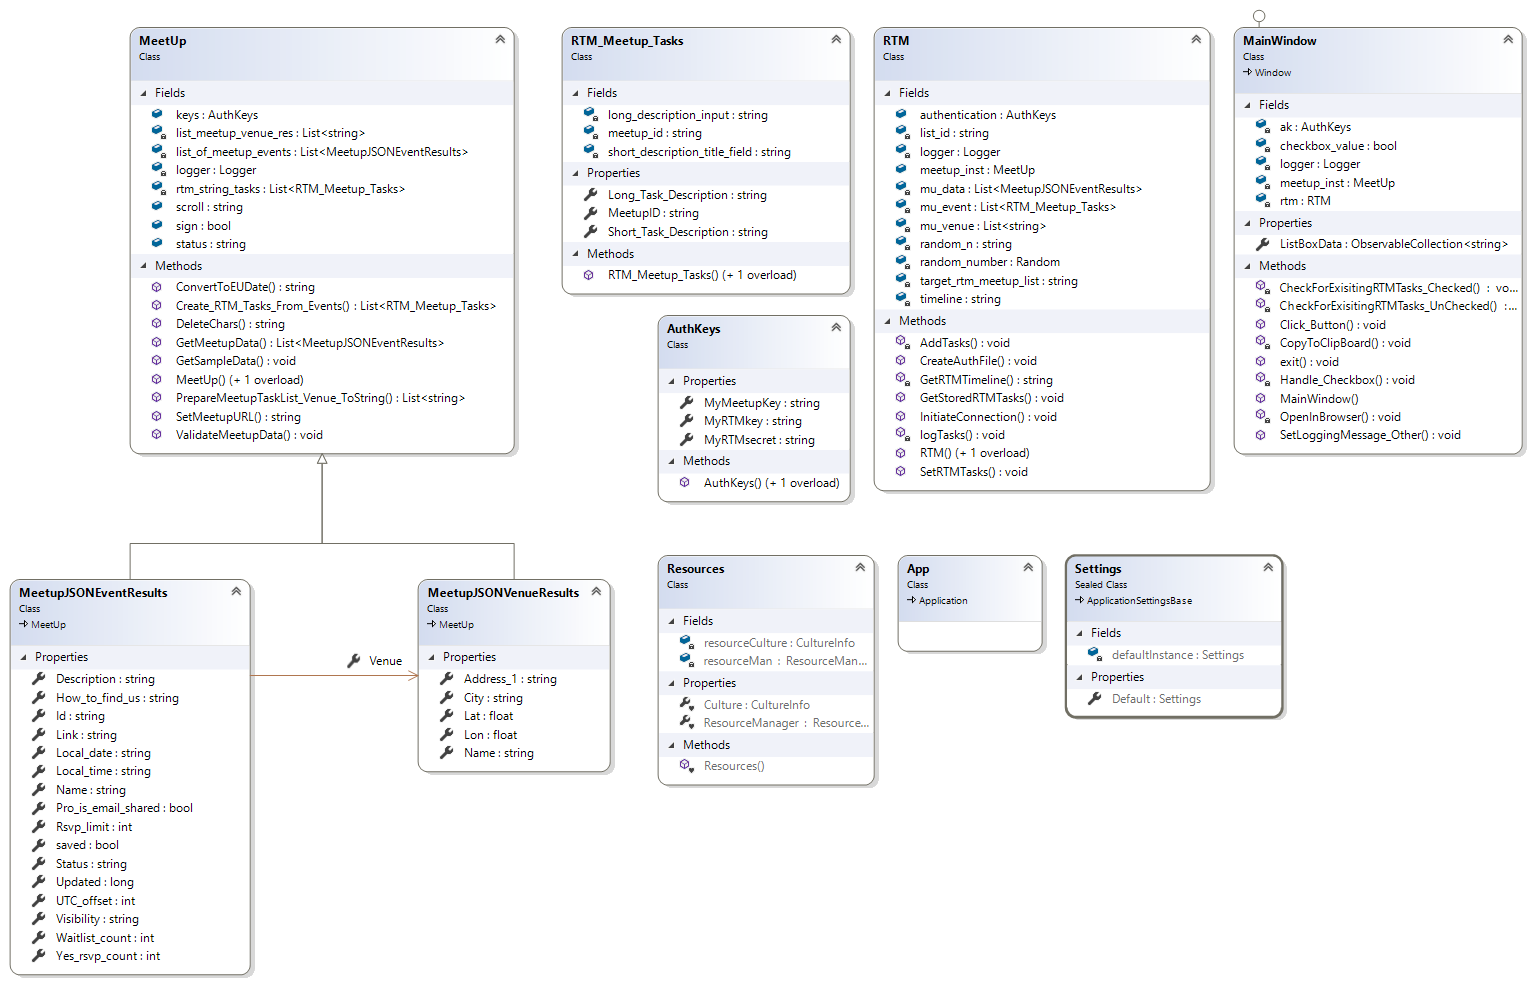 MeetUp
Class
Fields
keys : AuthKeys
list_meetup_venue_res : List<string>
list_of_meetup_events : List<MeetupJSONEventResults>
logger : Logger
rtm_string_tasks : List<RTM_Meetup_Tasks>
scroll : string
sign : bool
status : string
Methods
ConvertToEUDate() : string
Create_RTM_Tasks_From_Events() : List<RTM_Meetup_Tasks>
DeleteChars() : string
GetMeetupData() : List<MeetupJSONEventResults>
GetSampleData() : void
MeetUp() (+ 1 overload)
PrepareMeetupTaskList_Venue_ToString() : List<string>
SetMeetupURL() : string
ValidateMeetupData() : void
RTM_Meetup_Tasks
Class
Fields
long_description_input : string
meetup_id : string
short_description_title_field : string
Properties
Long_Task_Description : string
MeetupID : string
Short_Task_Description : string
Methods
RTM_Meetup_Tasks() (+ 1 overload)
AuthKeys
Class
Properties
MyMeetupKey : string
MyRTMkey : string
MyRTMsecret : string
Methods
AuthKeys() (+ 1 overload)
RTM
Class
Fields
authentication : AuthKeys
list_id : string
logger : Logger
meetup_inst : MeetUp
mu_data : List<MeetupJSONEventResults>
mu_event : List<RTM_Meetup_Tasks>
mu_venue : List<string>
random_n : string
random_number : Random
target_rtm_meetup_list : string
timeline : string
Methods
AddTasks() : void
CreateAuthFile() : void
GetRTMTimeline() : string
GetStoredRTMTasks() : void
InitiateConnection() : void
logTasks() : void
RTM() (+ 1 overload)
SetRTMTasks() : void
MainWindow
Class
Window
Fields
ak : AuthKeys
checkbox_value : bool
logger : Logger
meetup_inst : MeetUp
rtm : RTM
Properties
ListBoxData : ObservableCollection<string>
Methods
CheckForExisitingRTMTasks_Checked() : vo...
CheckForExisitingRTMTasks_UnChecked() :...
Click_Button() : void
CopyToClipBoard() : void
exit() : void
Handle_Checkbox() : void
MainWindow()
OpenInBrowser() : void
SetLoggingMessage_Other() : void
MeetupJSONEventResults
Class
MeetUp
Properties
Description : string
How_to_find_us : string
Id : string
Link : string
Local_date : string
Local_time : string
Name : string
Pro_is_email_shared : bool
Rsvp_limit : int
saved : bool
Status : string
Updated : long
UTC_offset : int
Visibility : string
Waitlist_count : int
Yes_rsvp_count : int
Venue
MeetupJSONVenueResults
Class
MeetUp
Properties
Address_1 : string
City : string
Lat : float
Lon : float
Name : string
Resources
Class
Fields
resourceCulture : CultureInfo
resourceMan : ResourceMan...
Properties
Culture : CultureInfo
ResourceManager : Resource...
Methods
Resources()
App
Class
Application
Settings
Sealed Class
ApplicationSettingsBase
Fields
defaultInstance : Settings
Properties
Default : Settings